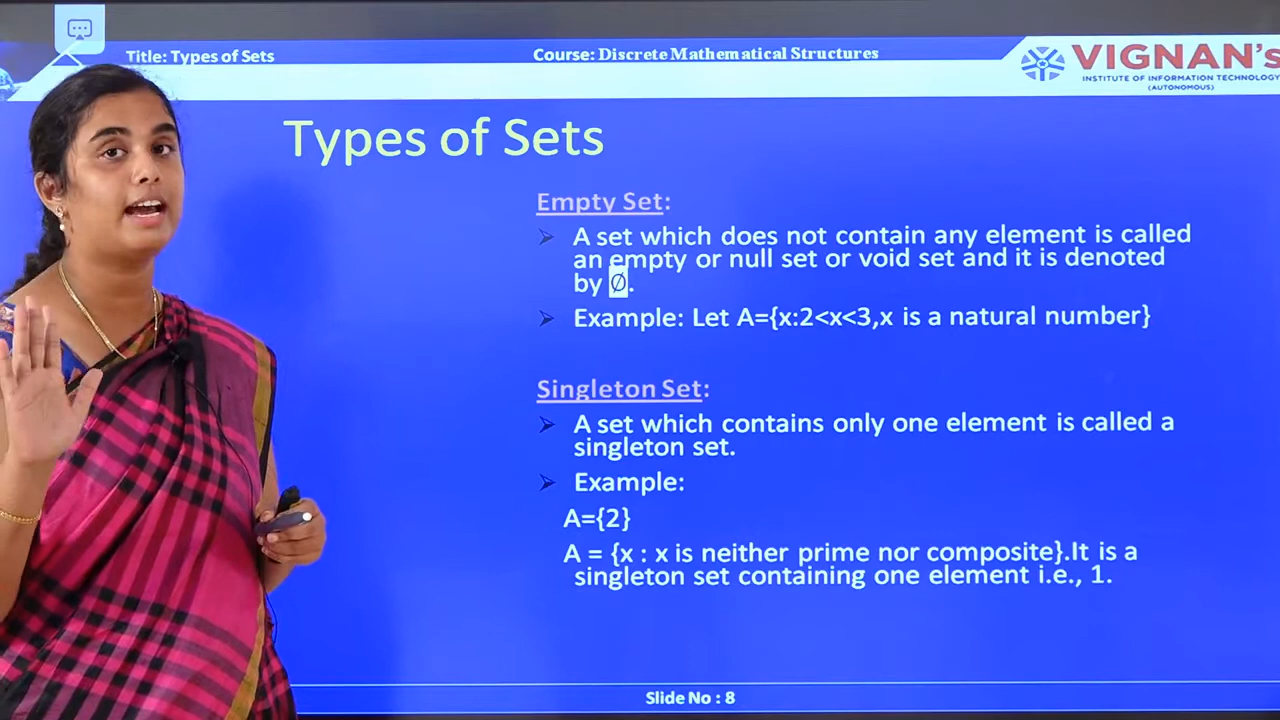 Title: Types of Sets
Course: Discrete Mathematical Structures
VIGNAN's
INSTITUTE OF INFORMATION TECHNOLOGY
(AUTONOMOUS)
Types of Sets
Empty Set:
A set which does not contain any element is called
an empty or null set or void set and it is denoted
by ∅.
Example: Let A={x:2<x<3,x is a natural number}
Singleton Set:
A set which contains only one element is called a
singleton set.
Example:
A={2}
A = {x : x is neither prime nor composite}.It is a
singleton set containing one element i.e., 1.
Slide No : 8